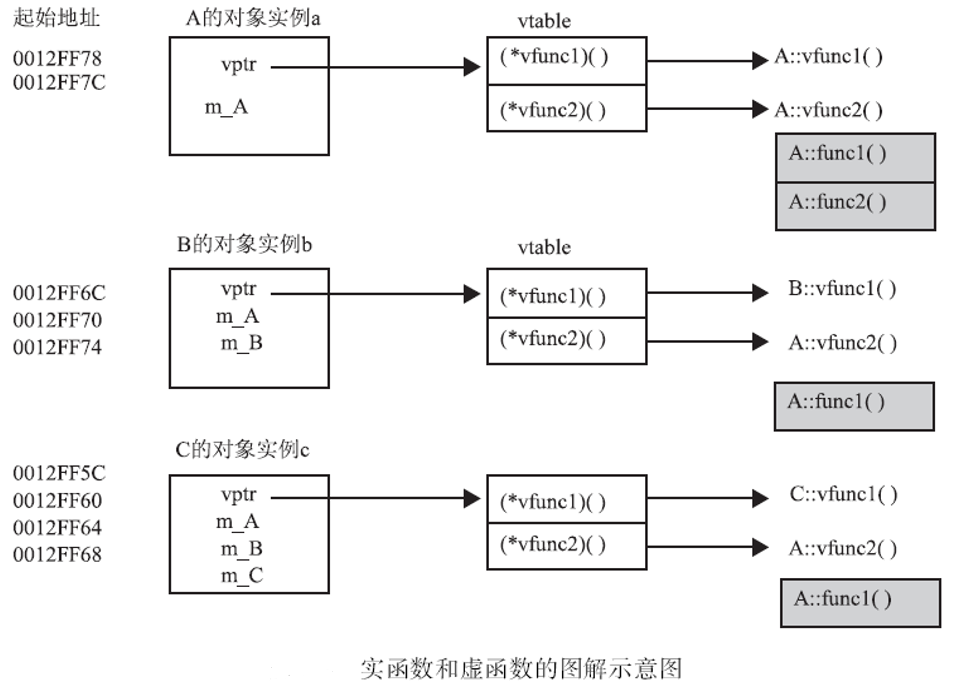 起始地址
A的对象实例a
vtable
0012FF78
0012FF7C
vptr
m_A
(*vfunc1)( )
(*vfunc2)( )
A::vfunc1( )
A::vfunc2( )
A::func1( )
A::func2( )
B的对象实例b
vtable
0012FF6C
0012FF70
0012FF74
vptr
m_A
m_B
(*vfunc1)( )
(*vfunc2)( )
B::vfunc1( )
A::vfunc2( )
A::func1( )
C的对象实例c
0012FF5C
0012FF60
0012FF64
0012FF68
vptr
m_A
m_B
m_C
(*vfunc1)( )
(*vfunc2)( )
C::vfunc1( )
A::vfunc2( )
A::func1( )
实函数和虚函数的图解示意图